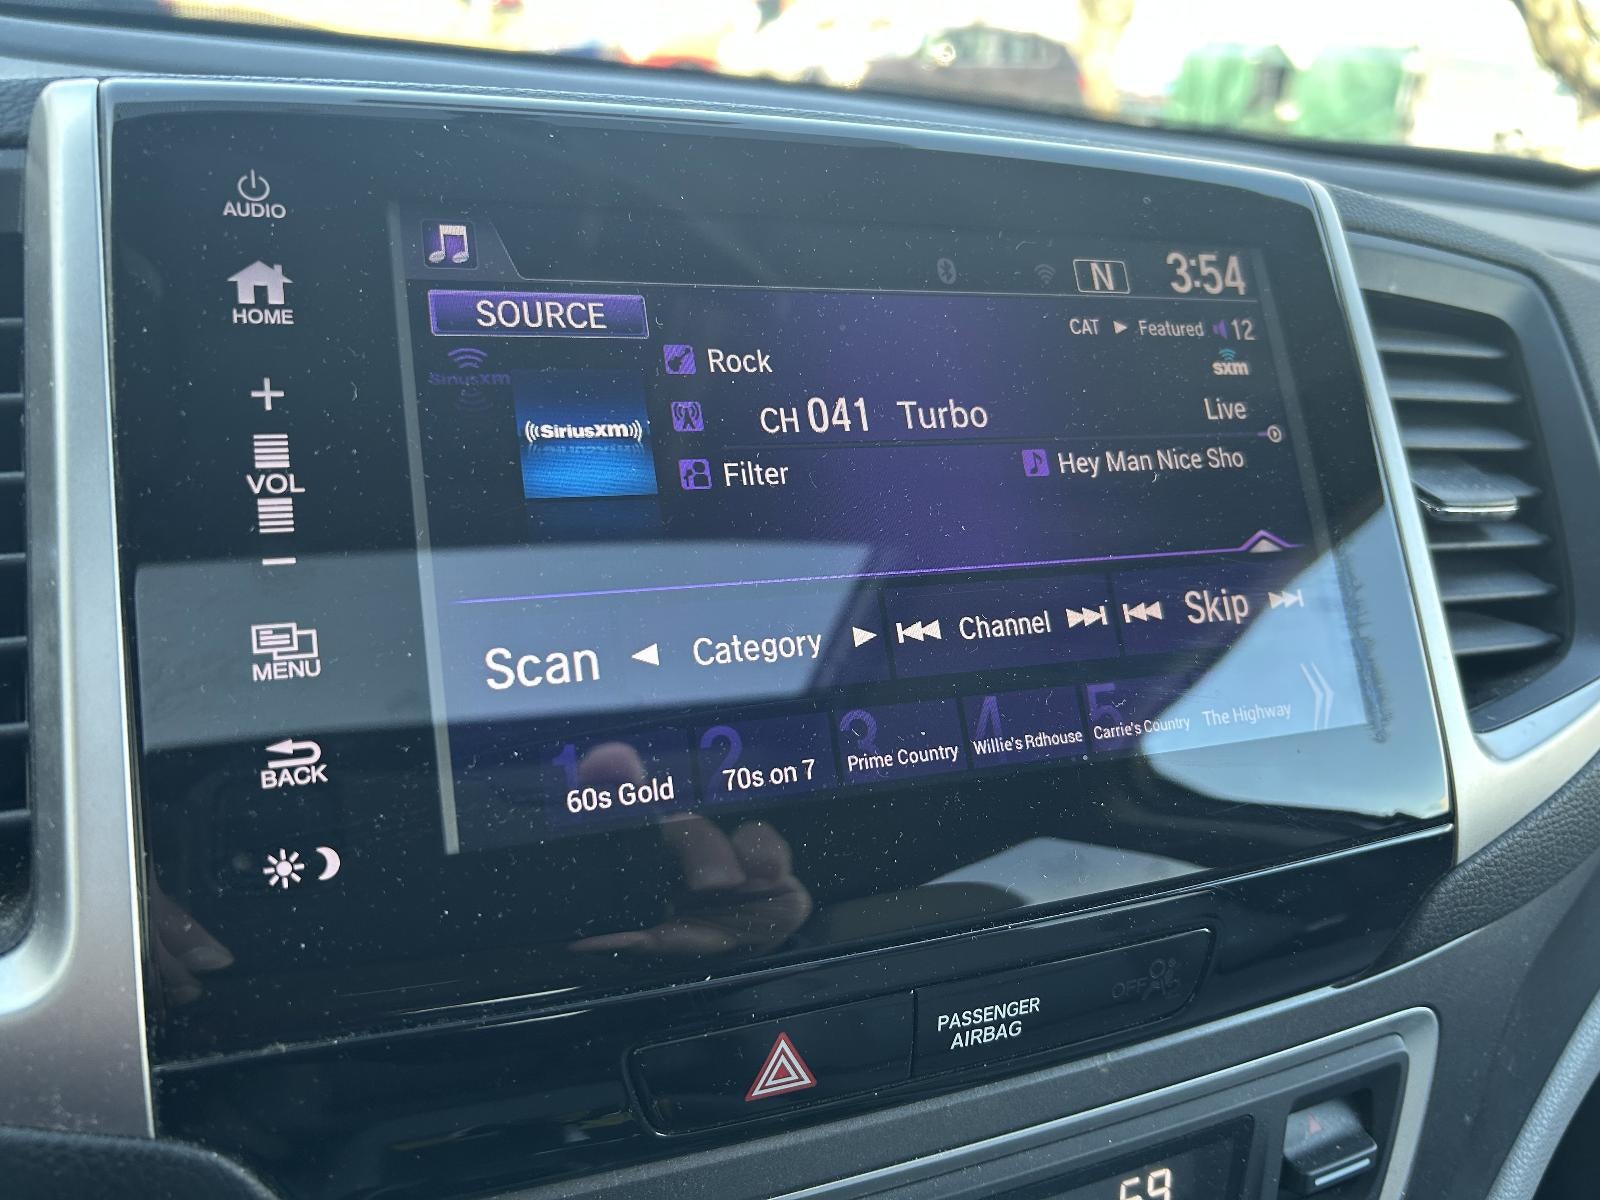 AUDIO
HOME
+
VOL
−
MENU
BACK
N 3:54
SOURCE
CAT ▶ Featured 12
SiriusXM
Rock
sxm
((SiriusXM))
CH 041 Turbo
Live
Filter
Hey Man Nice Sho
Scan
◀ Category ▶
Channel
Skip
1 60s Gold
2 70s on 7
3 Prime Country
4 Willie's Rdhouse
5 Carrie's Country
The Highway
PASSENGER
AIRBAG
OFF
69